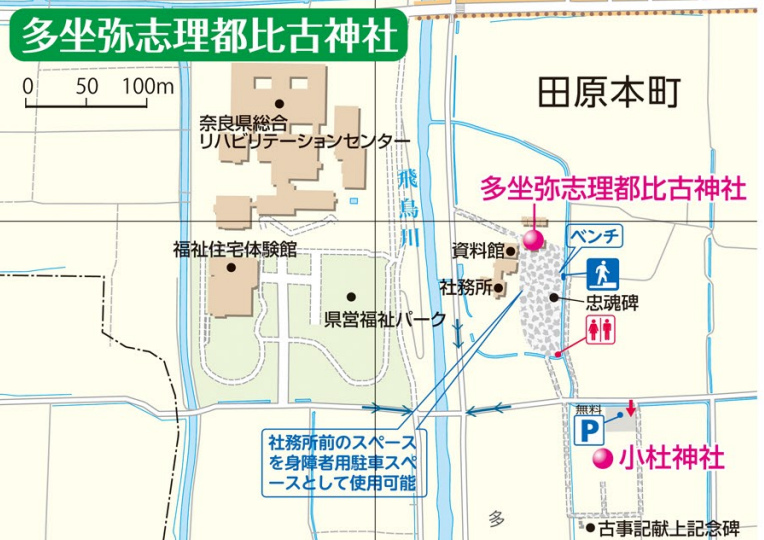 多坐弥志理都比古神社
0 50 100m
田原本町
奈良県総合
リハビリテーションセンター
飛鳥川
多坐弥志理都比古神社
ベンチ
福祉住宅体験館
資料館
社務所
忠魂碑
県営福祉パーク
無料
P
社務所前のスペース
を身障者用駐車スペ
ースとして使用可能
小杜神社
多
古事記献上記念碑